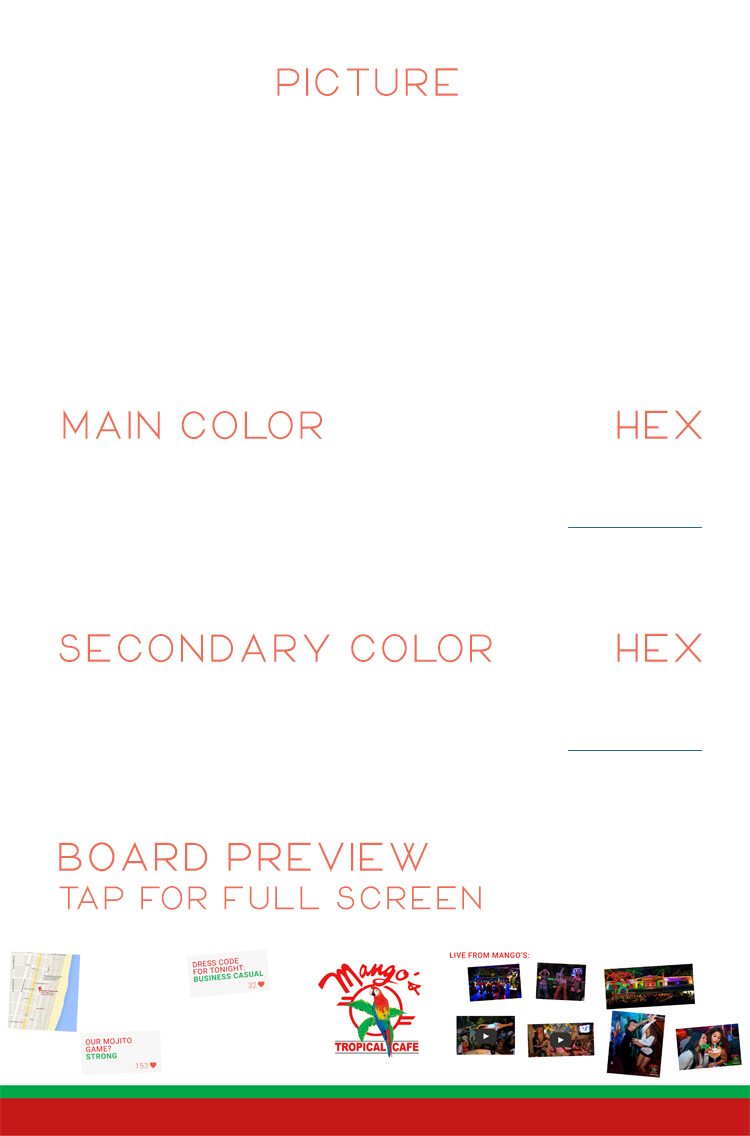 PICTURE
MAIN COLOR
HEX
SECONDARY COLOR
HEX
BOARD PREVIEW
TAP FOR FULL SCREEN
DRESS CODE
FOR TONIGHT:
BUSINESS CASUAL
32
OUR MOJITO
GAME?
STRONG
153
Mango's
TROPICAL CAFE
LIVE FROM MANGO'S: